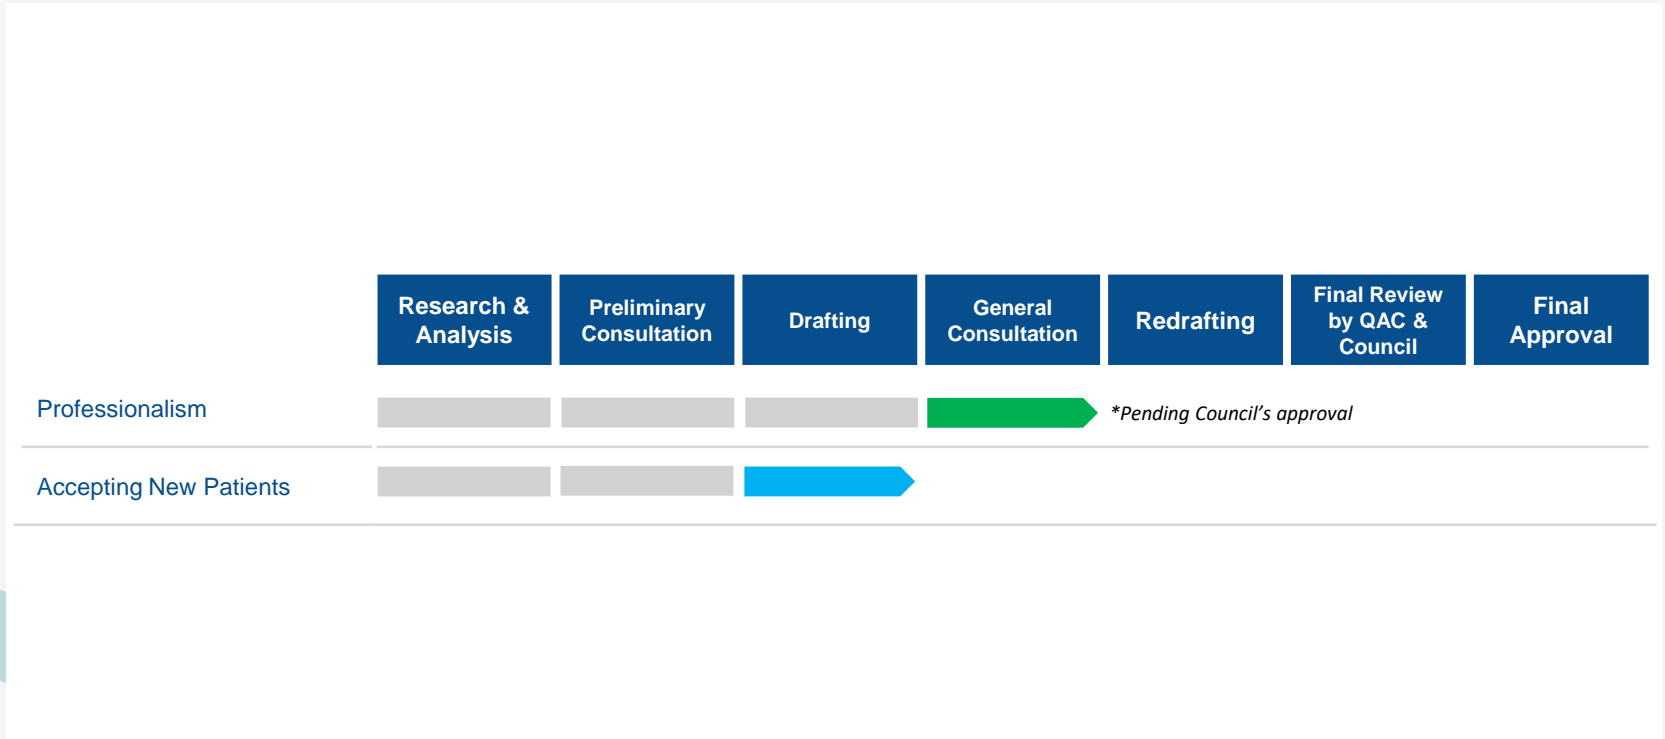 Research &
Analysis
Preliminary
Consultation
Drafting
General
Consultation
Redrafting
Final Review
by QAC &
Council
Final
Approval
Professionalism
*Pending Council’s approval
Accepting New Patients